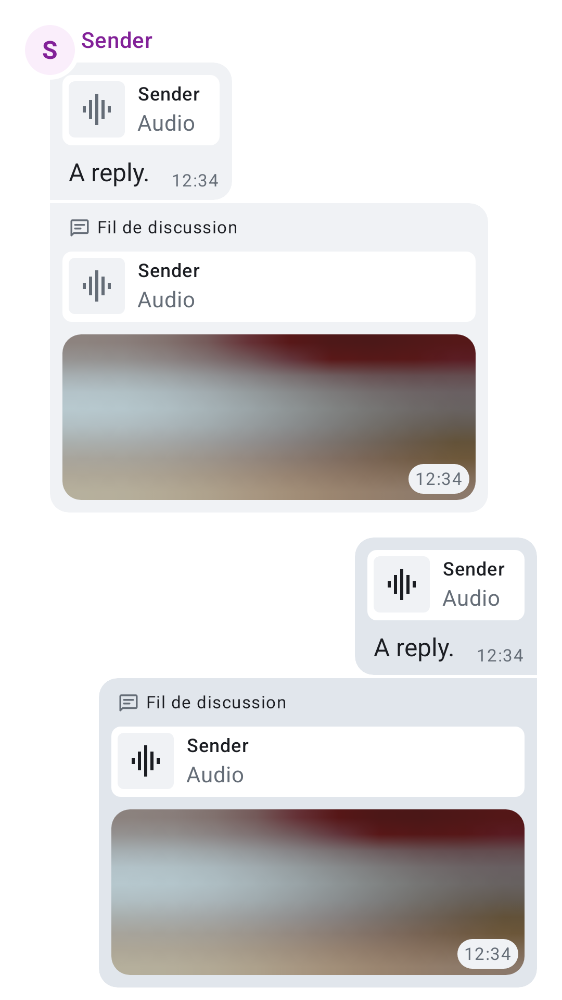 S
Sender
Sender
Audio
A reply.
12:34
Fil de discussion
Sender
Audio
12:34
Sender
Audio
A reply.
12:34
Fil de discussion
Sender
Audio
12:34